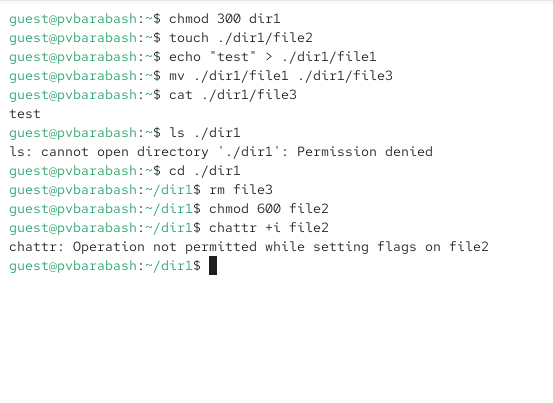 guest@pvbarabash:~$ chmod 300 dir1
guest@pvbarabash:~$ touch ./dir1/file2
guest@pvbarabash:~$ echo "test" > ./dir1/file1
guest@pvbarabash:~$ mv ./dir1/file1 ./dir1/file3
guest@pvbarabash:~$ cat ./dir1/file3
test
guest@pvbarabash:~$ ls ./dir1
ls: cannot open directory './dir1': Permission denied
guest@pvbarabash:~$ cd ./dir1
guest@pvbarabash:~/dir1$ rm file3
guest@pvbarabash:~/dir1$ chmod 600 file2
guest@pvbarabash:~/dir1$ chattr +i file2
chattr: Operation not permitted while setting flags on file2
guest@pvbarabash:~/dir1$